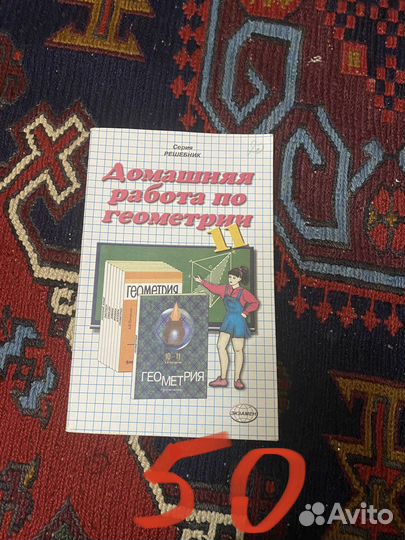 Серия
РЕШЕБНИК
Домашняя
работа по
геометрии
11
ГЕОМЕТРИЯ
10-11
ГЕОМЕТРИЯ
ЭКЗАМЕН
50
Avito